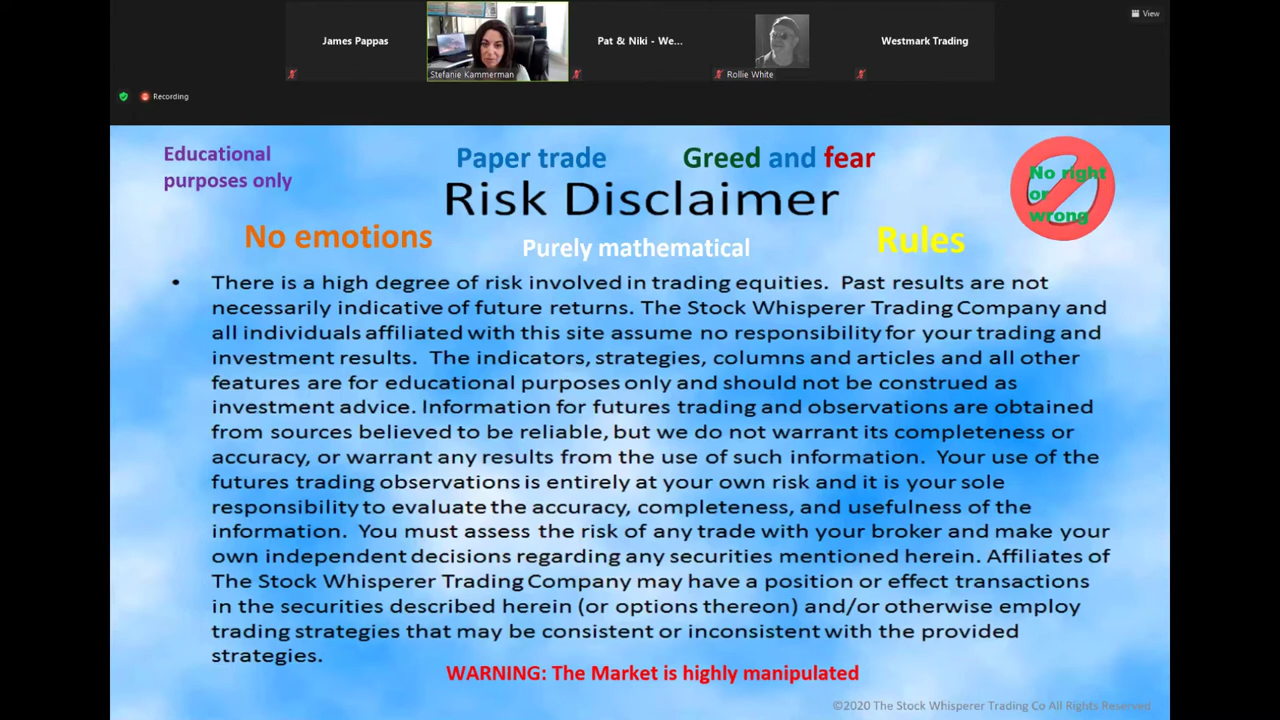 James Pappas
Stefanie Kammerman
Pat & Niki - We...
Rollie White
Westmark Trading
View
Recording
Educational
purposes only
Paper trade
Greed and fear
No right
or
wrong
Risk Disclaimer
No emotions
Purely mathematical
Rules
• There is a high degree of risk involved in trading equities. Past results are not
necessarily indicative of future returns. The Stock Whisperer Trading Company and
all individuals affiliated with this site assume no responsibility for your trading and
investment results. The indicators, strategies, columns and articles and all other
features are for educational purposes only and should not be construed as
investment advice. Information for futures trading and observations are obtained
from sources believed to be reliable, but we do not warrant its completeness or
accuracy, or warrant any results from the use of such information. Your use of the
futures trading observations is entirely at your own risk and it is your sole
responsibility to evaluate the accuracy, completeness, and usefulness of the
information. You must assess the risk of any trade with your broker and make your
own independent decisions regarding any securities mentioned herein. Affiliates of
The Stock Whisperer Trading Company may have a position or effect transactions
in the securities described herein (or options thereon) and/or otherwise employ
trading strategies that may be consistent or inconsistent with the provided
strategies.
WARNING: The Market is highly manipulated
©2020 The Stock Whisperer Trading Co All Rights Reserved